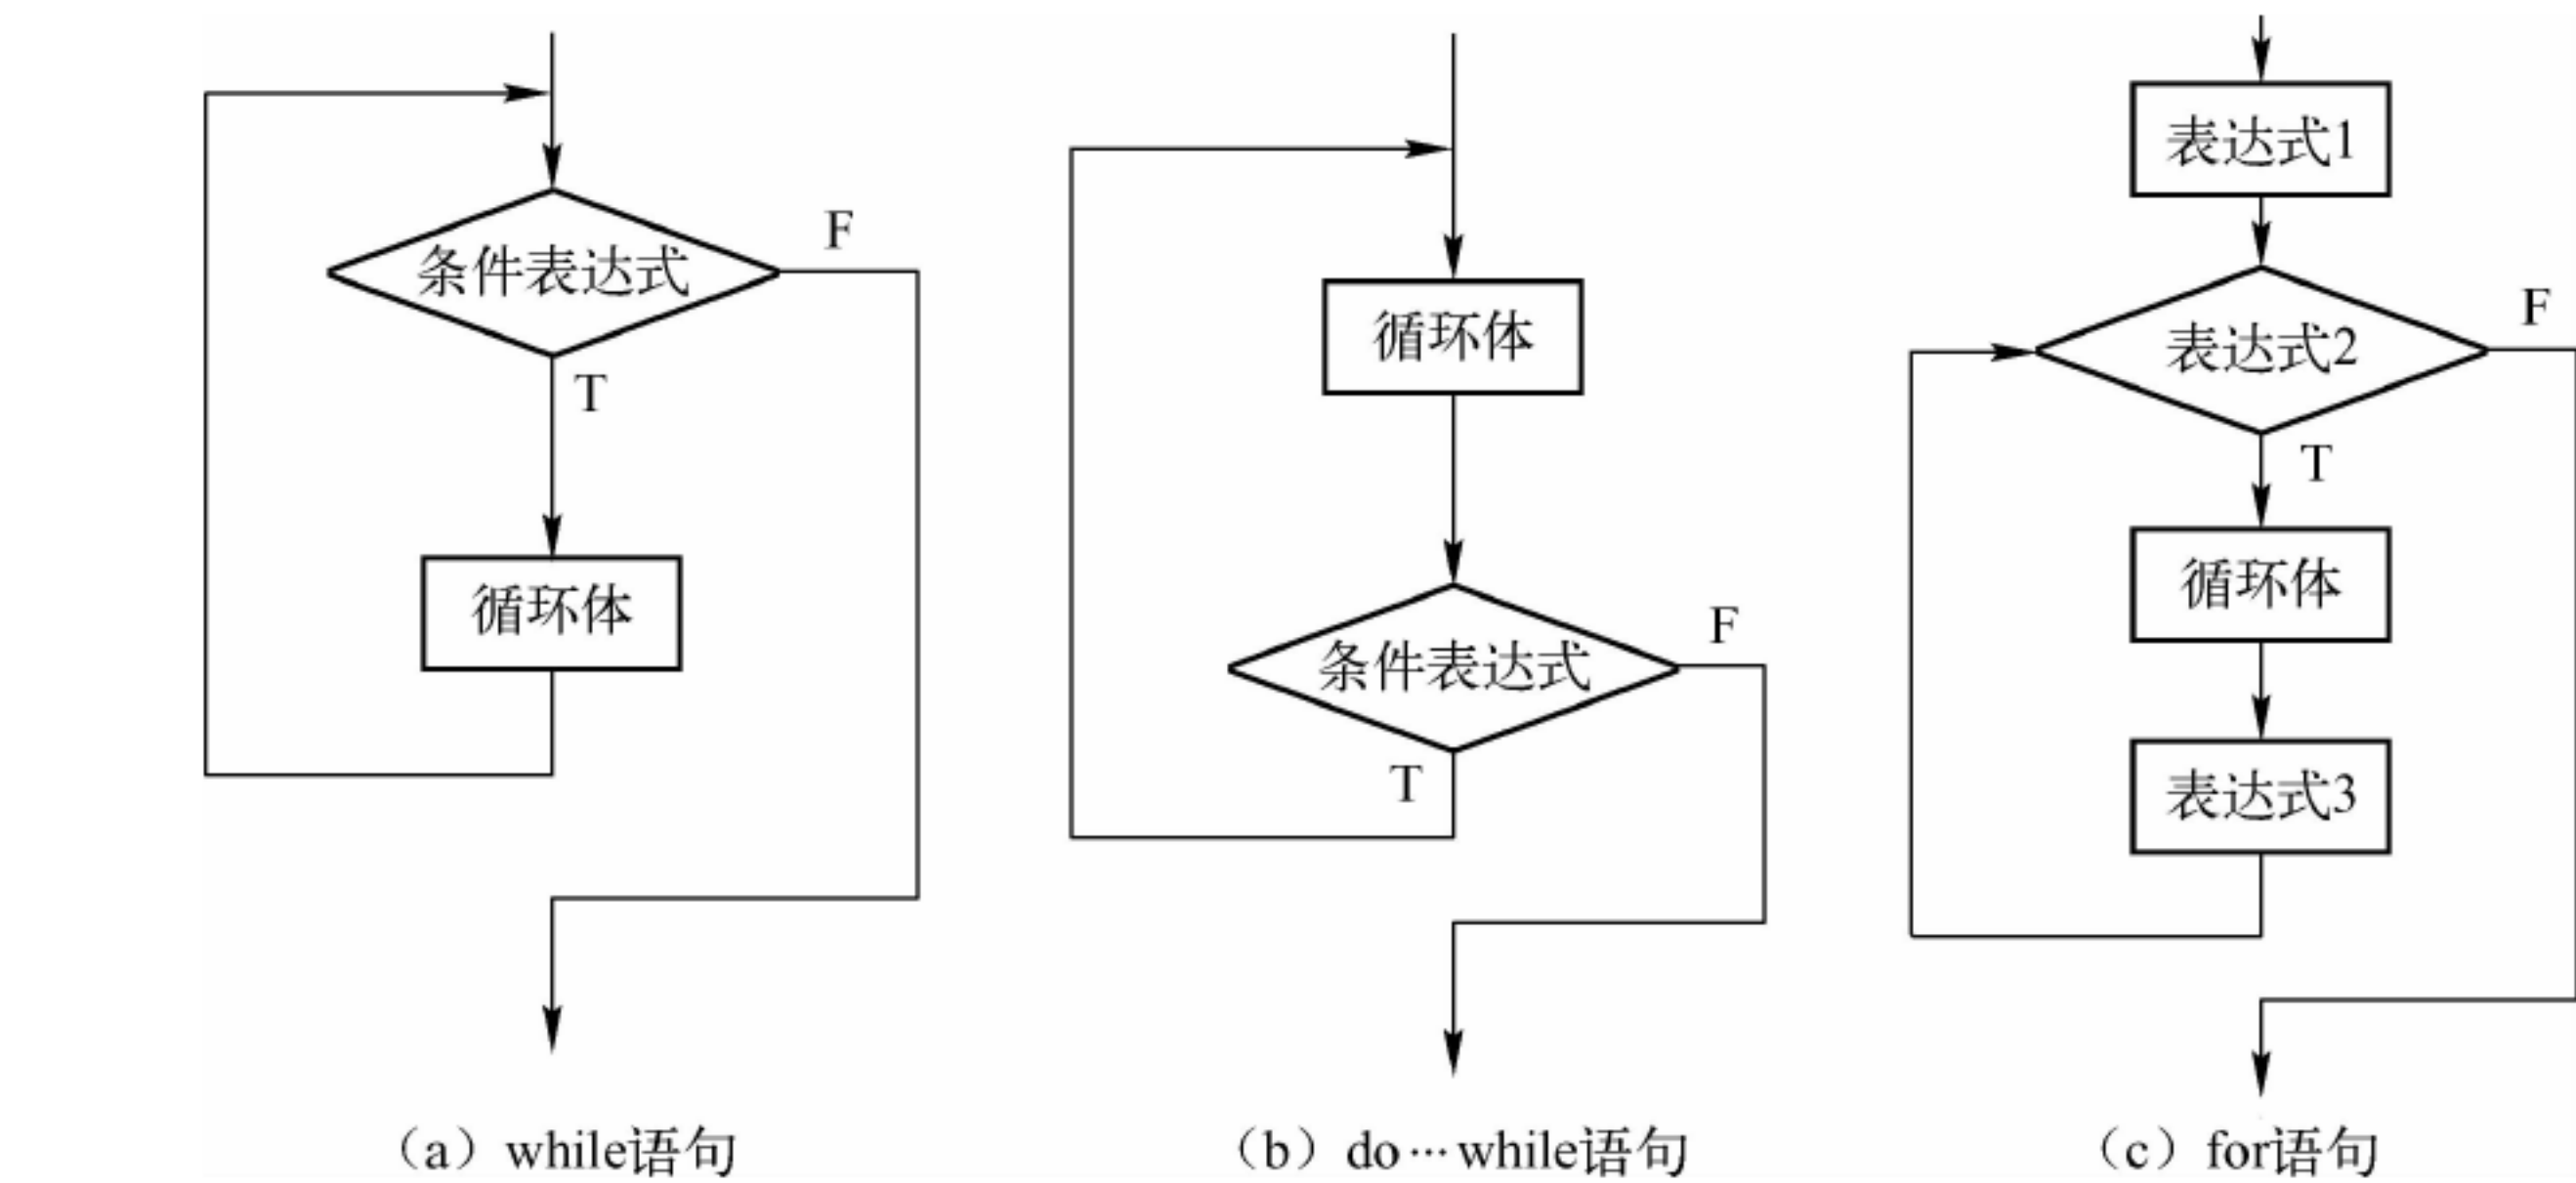 条件表达式
F
T
循环体
（a）while语句
循环体
条件表达式
F
T
（b）do…while语句
表达式1
表达式2
F
T
循环体
表达式3
（c）for语句